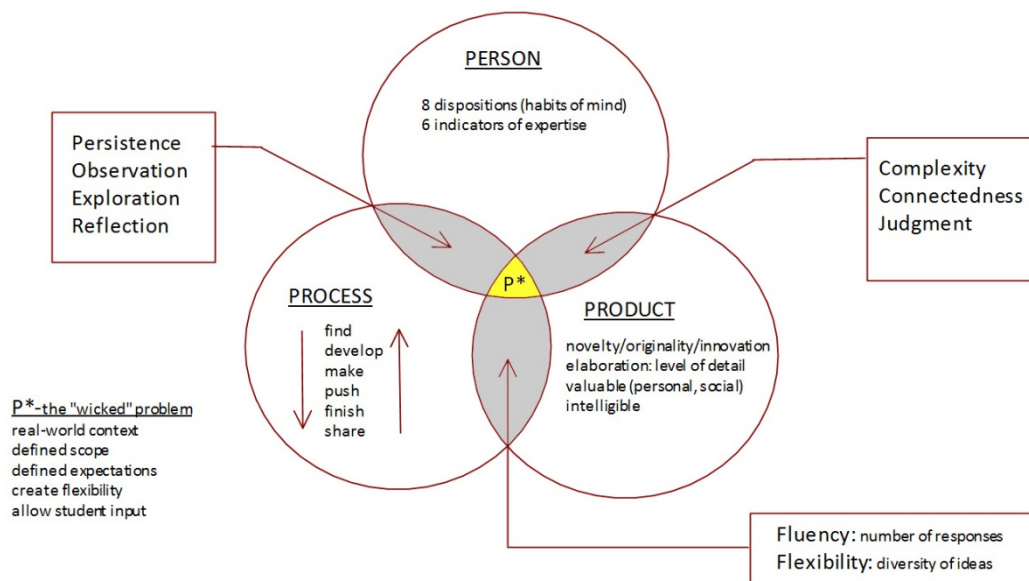 PERSON
8 dispositions (habits of mind)
6 indicators of expertise
Persistence
Observation
Exploration
Reflection
Complexity
Connectedness
Judgment
P*
PROCESS
find
develop
make
push
finish
share
PRODUCT
novelty/originality/innovation
elaboration: level of detail
valuable (personal, social)
intelligible
P*-the "wicked" problem
real-world context
defined scope
defined expectations
create flexibility
allow student input
Fluency: number of responses
Flexibility: diversity of ideas